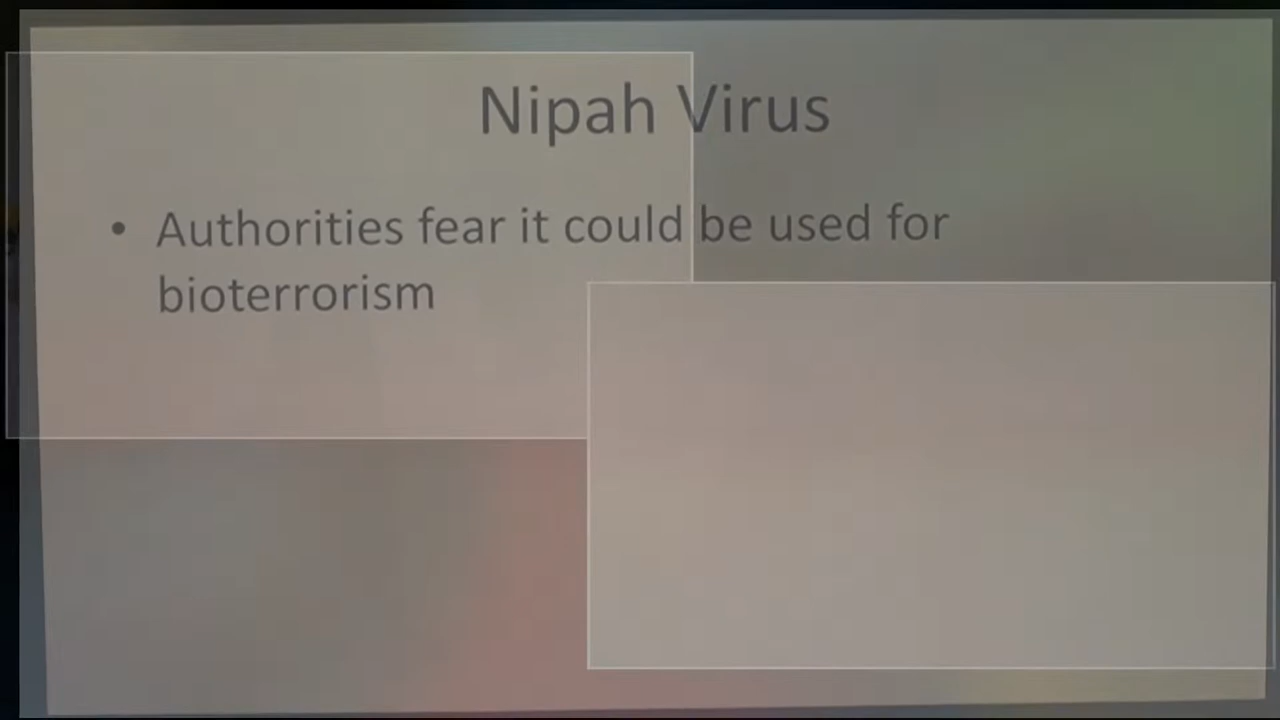 Nipah Virus
• Authorities fear it could be used for
bioterrorism